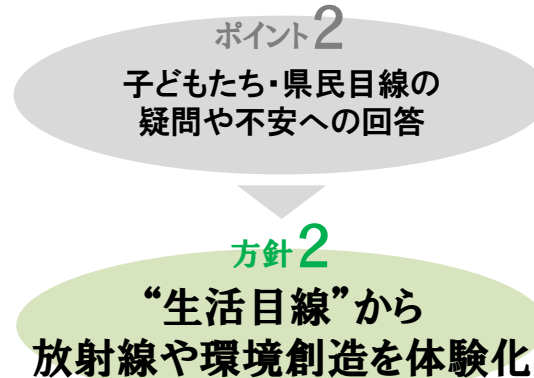 ポイント2
子どもたち・県民目線の
疑問や不安への回答
方針2
“生活目線”から
放射線や環境創造を体験化